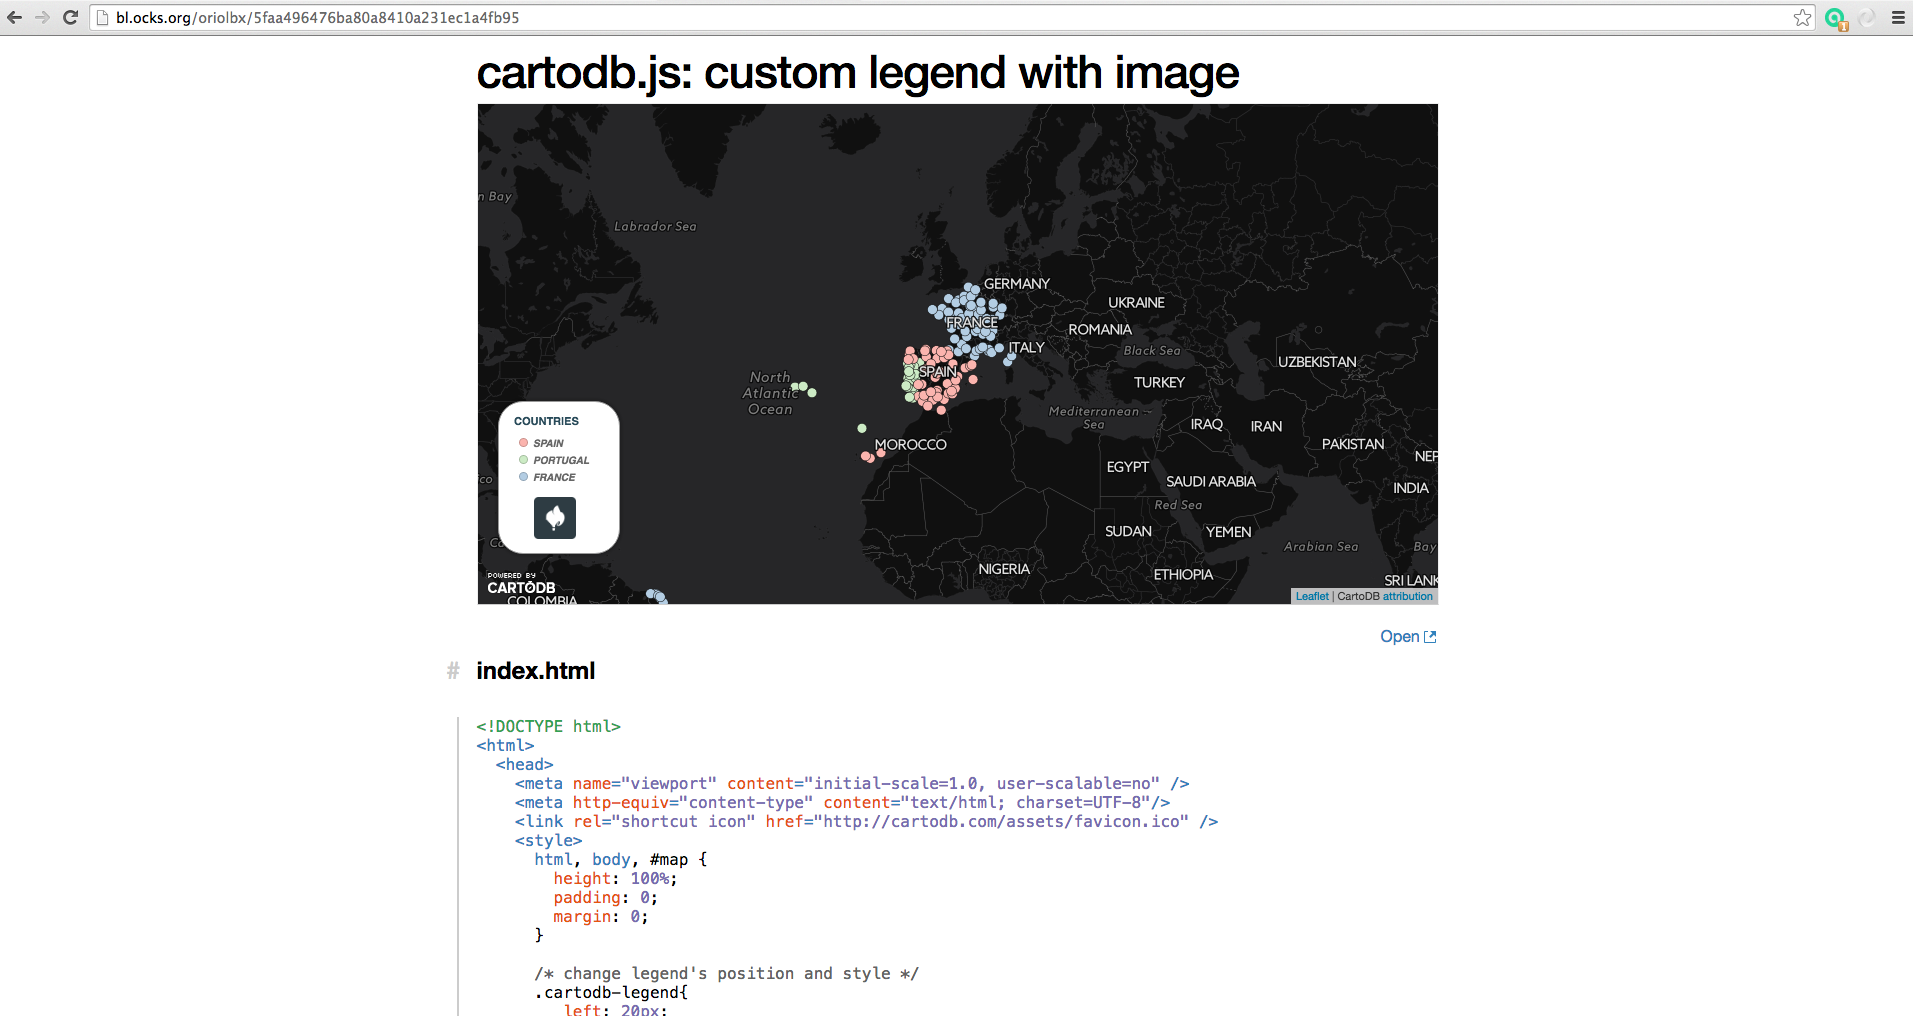 bl.ocks.org/oriolbx/5faa496476ba80a8410a231ec1a4fb95
cartodb.js: custom legend with image
n Bay
Labrador Sea
GERMANY
UKRAINE
FRANCE
ROMANIA
ITALY
Black Sea
UZBEKISTAN
SPAIN
North
Atlantic
Ocean
TURKEY
Mediterranean
Sea
IRAQ
IRAN
MOROCCO
PAKISTAN
NEP
EGYPT
SAUDI ARABIA
INDIA
Red Sea
SUDAN
YEMEN
Arabian Sea
Bay
NIGERIA
ETHIOPIA
SRI LANK
COUNTRIES
SPAIN
PORTUGAL
FRANCE
co
Ca
POWERED BY
CARTODB
COLOMBIA
Leaflet | CartoDB attribution
Open
# index.html
<!DOCTYPE html>
<html>
<head>
<meta name="viewport" content="initial-scale=1.0, user-scalable=no" />
<meta http-equiv="content-type" content="text/html; charset=UTF-8"/>
<link rel="shortcut icon" href="http://cartodb.com/assets/favicon.ico" />
<style>
html, body, #map {
height: 100%;
padding: 0;
margin: 0;
}
/* change legend's position and style */
.cartodb-legend{
left: 20px;